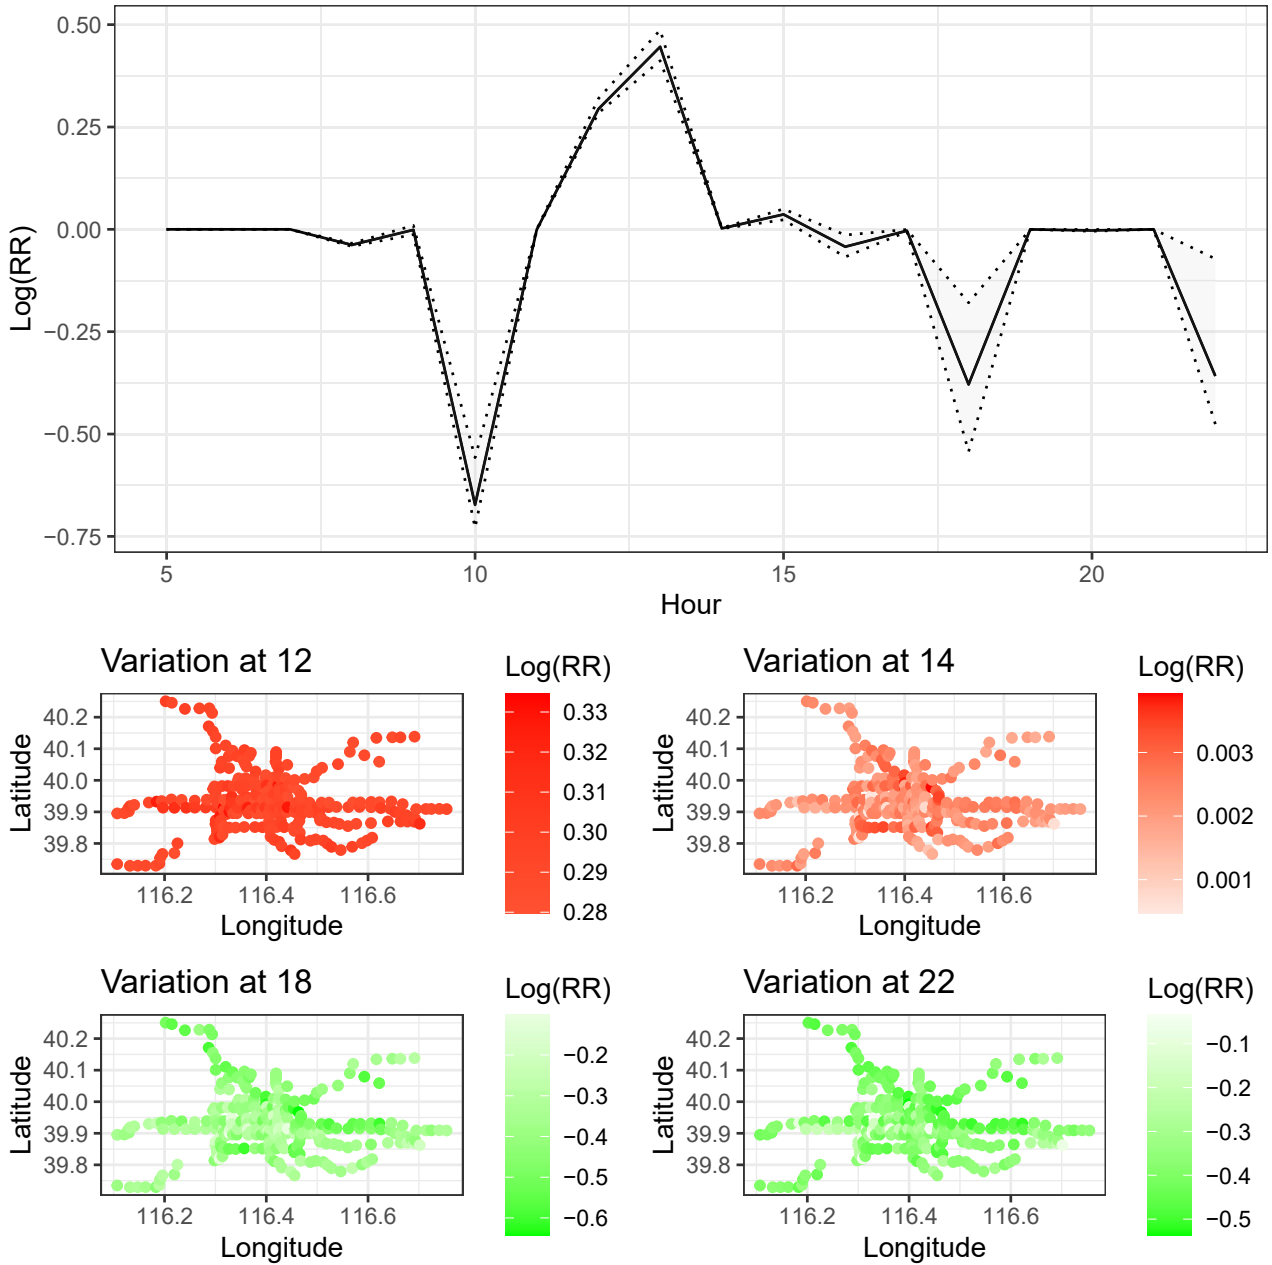 0.50
0.25
0.00
−0.25
−0.50
−0.75
Log(RR)
5 10 15 20
Hour
Variation at 12
Log(RR)
40.2
40.1
40.0
39.9
39.8
Latitude
116.2 116.4 116.6
Longitude
0.33
0.32
0.31
0.30
0.29
0.28
Variation at 14
Log(RR)
40.2
40.1
40.0
39.9
39.8
Latitude
116.2 116.4 116.6
Longitude
0.003
0.002
0.001
Variation at 18
Log(RR)
40.2
40.1
40.0
39.9
39.8
Latitude
116.2 116.4 116.6
Longitude
−0.2
−0.3
−0.4
−0.5
−0.6
Variation at 22
Log(RR)
40.2
40.1
40.0
39.9
39.8
Latitude
116.2 116.4 116.6
Longitude
−0.1
−0.2
−0.3
−0.4
−0.5